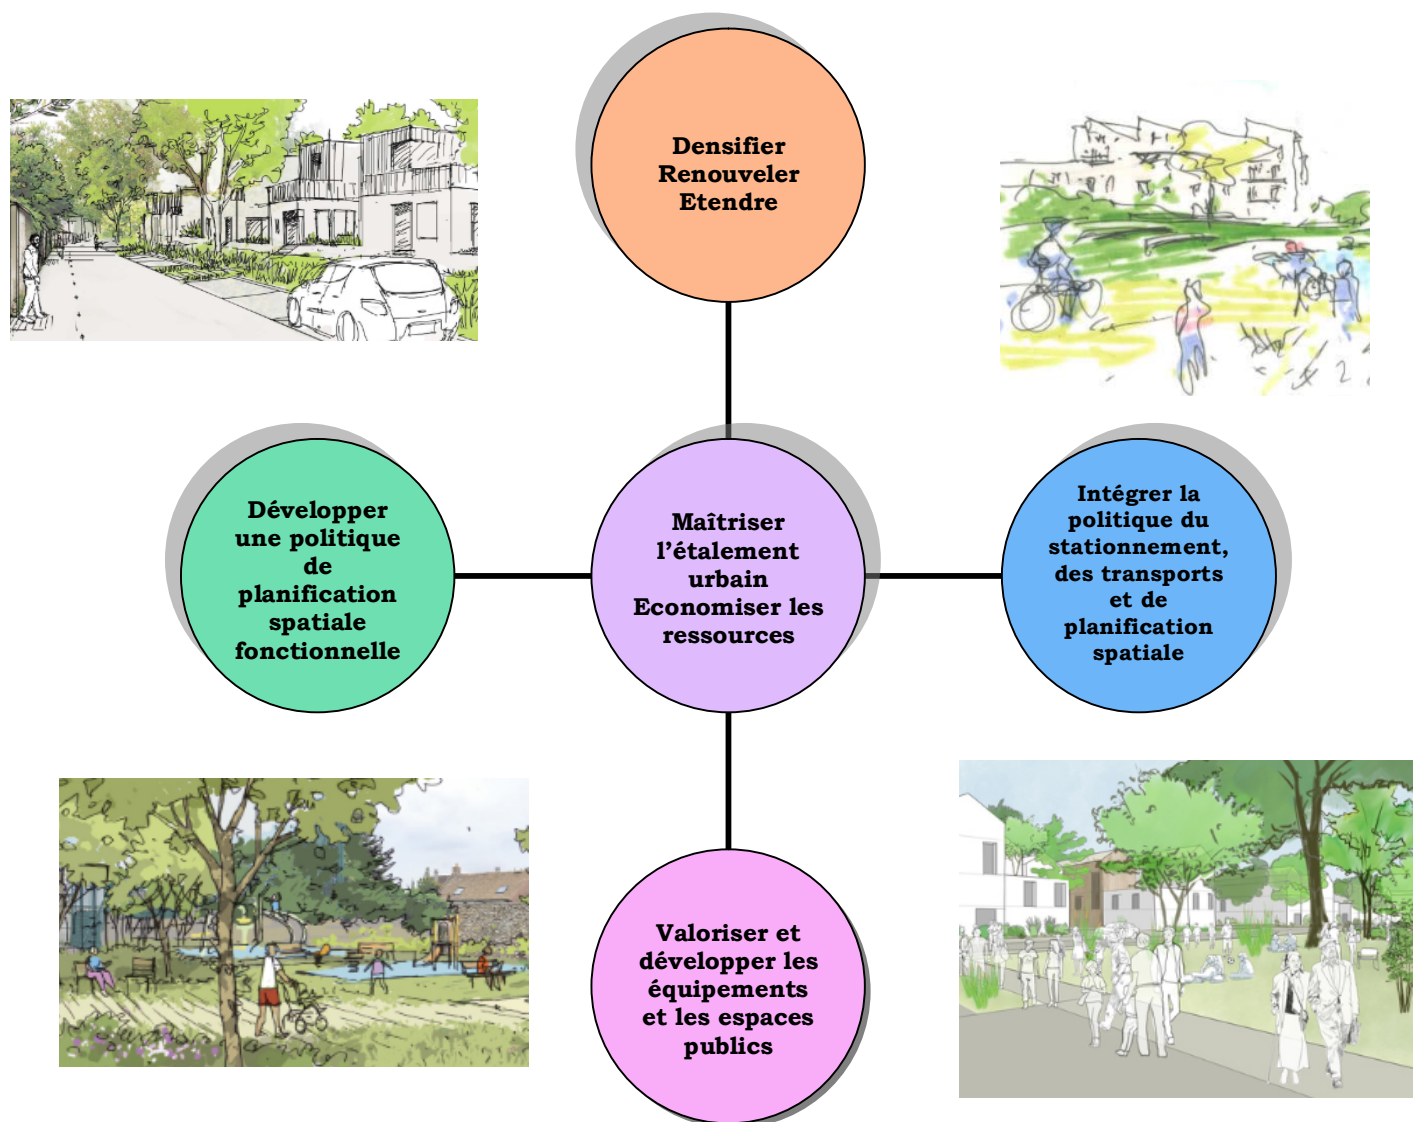 Densifier
Renouveler
Etendre
Développer
une politique
de
planification
spatiale
fonctionnelle
Maîtriser
l’étalement
urbain
Economiser les
ressources
Intégrer la
politique du
stationnement,
des transports
et de
planification
spatiale
Valoriser et
développer les
équipements
et les espaces
publics